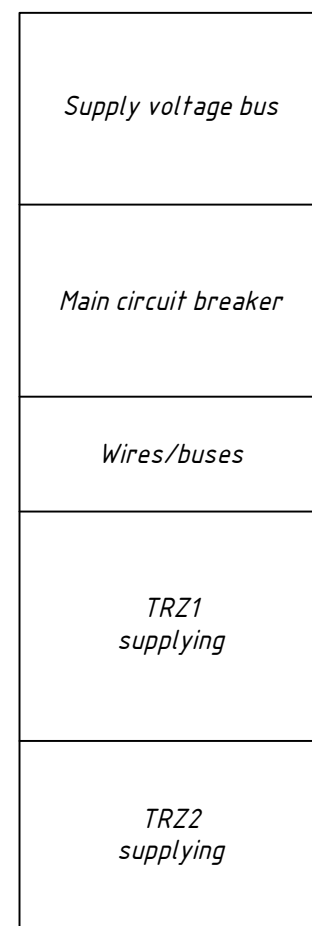 Supply voltage bus
Main circuit breaker
Wires/buses
TRZ1
supplying
TRZ2
supplying